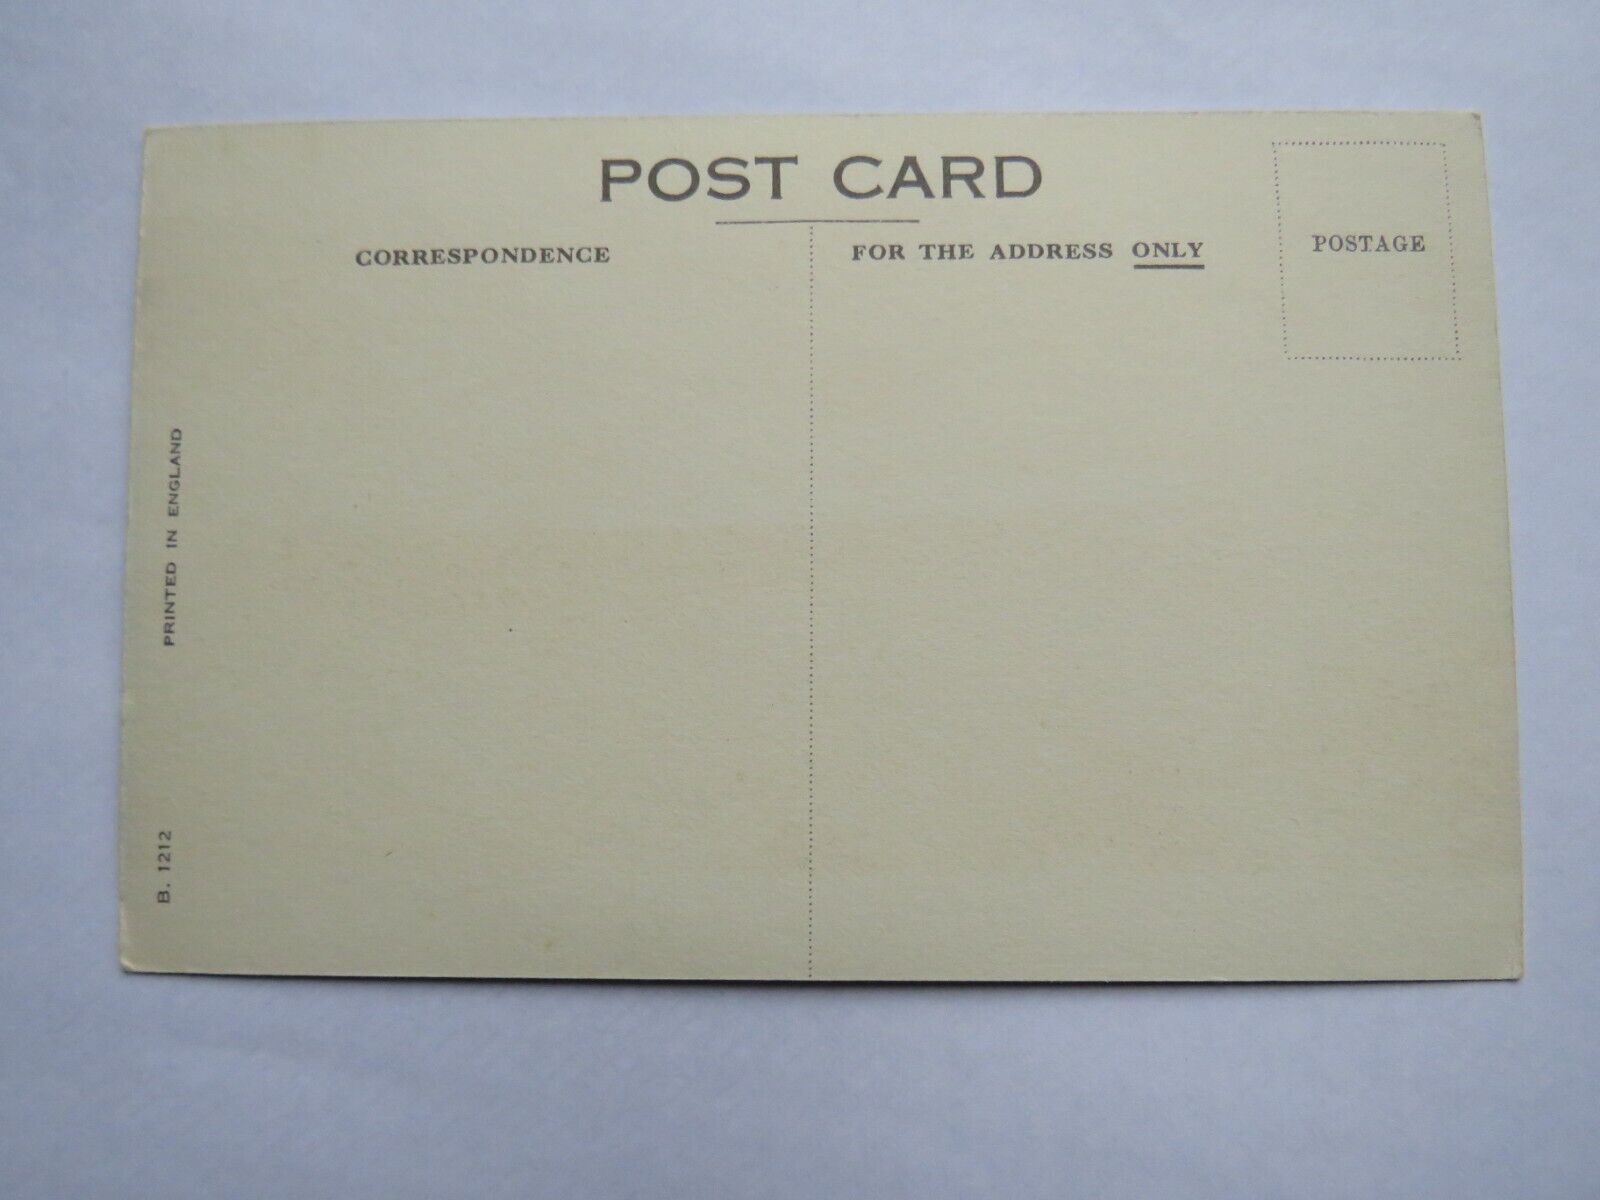 POST CARD
CORRESPONDENCE
FOR THE ADDRESS ONLY
POSTAGE
PRINTED IN ENGLAND
B. 1212